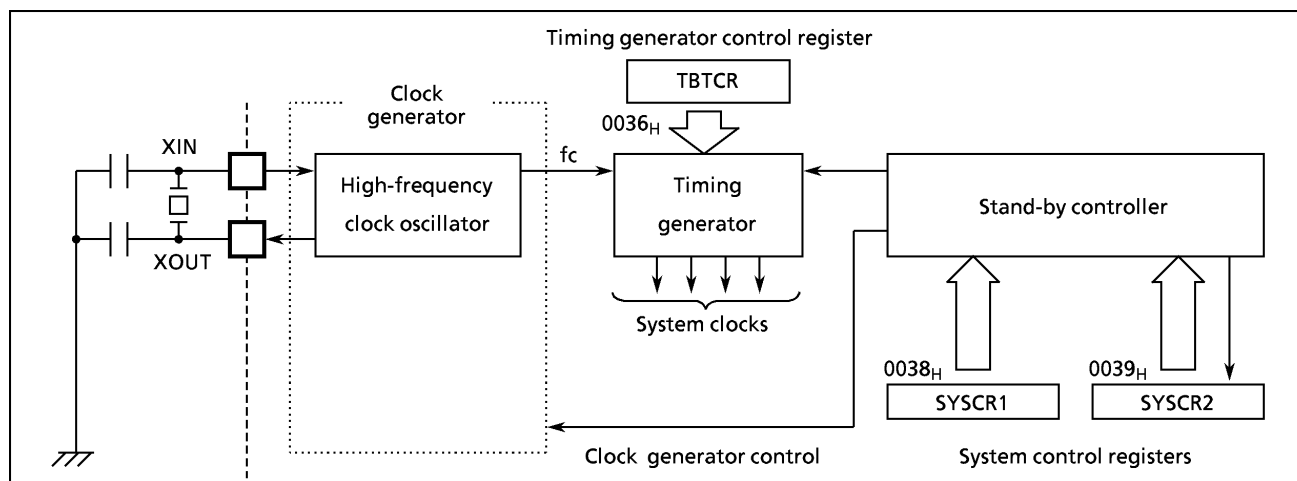 Timing generator control register
TBTCR
Clock
generator
0036H
XIN
fc
High-frequency
clock oscillator
Timing
generator
Stand-by controller
XOUT
System clocks
0038H
0039H
SYSCR1
SYSCR2
Clock generator control
System control registers